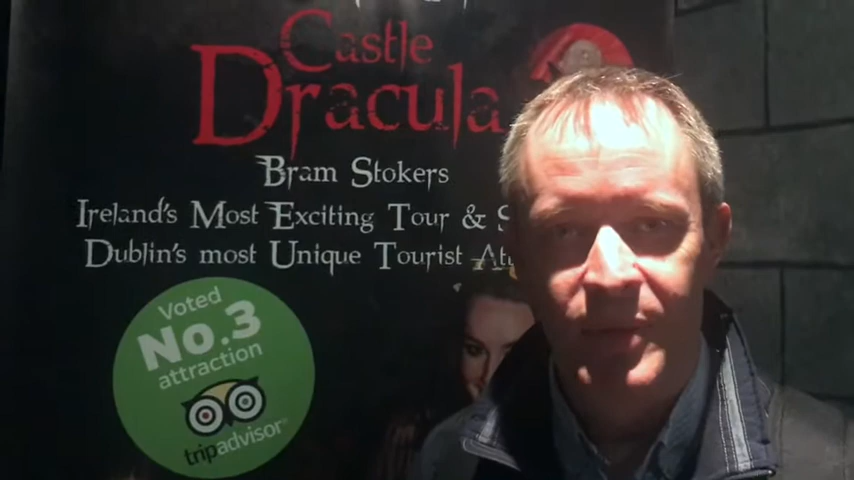 Castle
Dracula
Bram Stokers
Ireland's Most Exciting Tour &
Dublin's most Unique Tourist
Voted
No.3
attraction
tripadvisor®